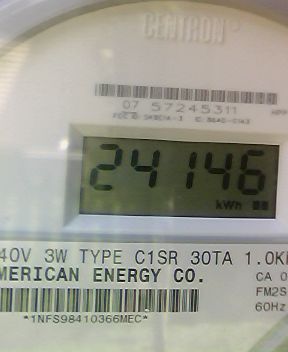 CENTRON
07 57245311
24146
kWh
40V 3W TYPE C1SR 30TA 1.0K
MERICAN ENERGY CO.
CA 0
FM2S
60Hz
*1NFS98410366MEC*